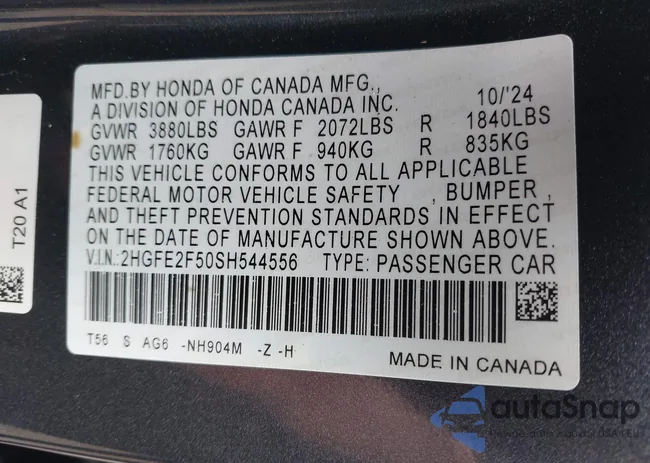 MFD.BY HONDA OF CANADA MFG.,
A DIVISION OF HONDA CANADA INC. 10/'24
GVWR 3880LBS GAWR F 2072LBS R 1840LBS
GVWR 1760KG GAWR F 940KG R 835KG
THIS VEHICLE CONFORMS TO ALL APPLICABLE
FEDERAL MOTOR VEHICLE SAFETY , BUMPER ,
AND THEFT PREVENTION STANDARDS IN EFFECT
ON THE DATE OF MANUFACTURE SHOWN ABOVE.
V.I.N.:2HGFE2F50SH544556 TYPE: PASSENGER CAR
T56 S AG6 -NH904M -Z -H
MADE IN CANADA
T20 A1
autoSnap